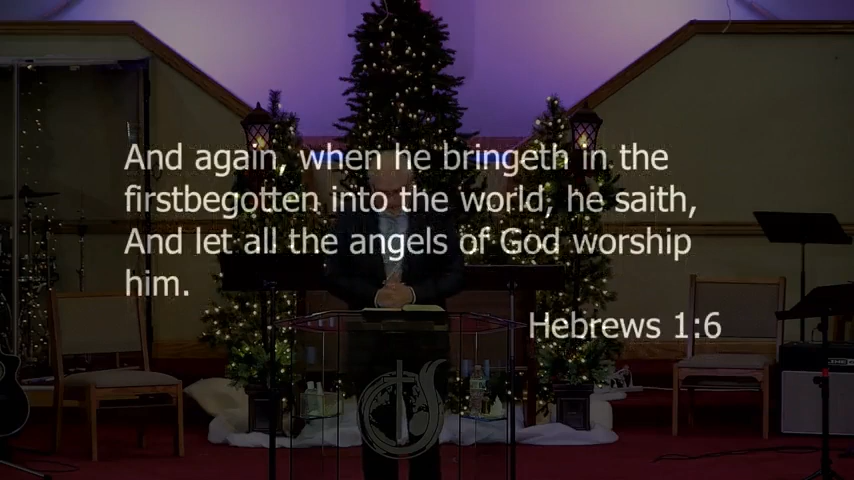 And again, when he bringeth in the
firstbegotten into the world, he saith,
And let all the angels of God worship
him.
Hebrews 1:6